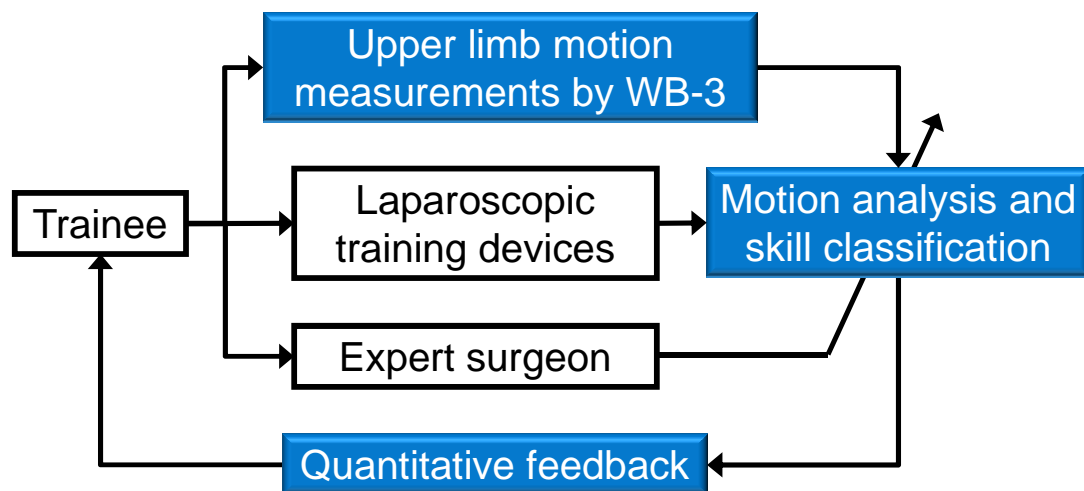 Upper limb motion
measurements by WB-3
Trainee
Laparoscopic
training devices
Motion analysis and
skill classification
Expert surgeon
Quantitative feedback